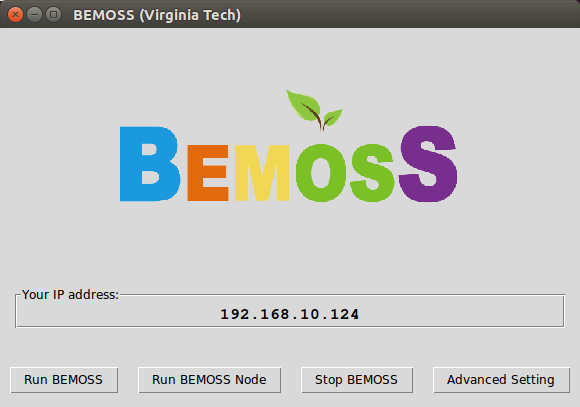 BEMOSS (Virginia Tech)
BEMOSS
Your IP address:
192.168.10.124
Run BEMOSS
Run BEMOSS Node
Stop BEMOSS
Advanced Setting